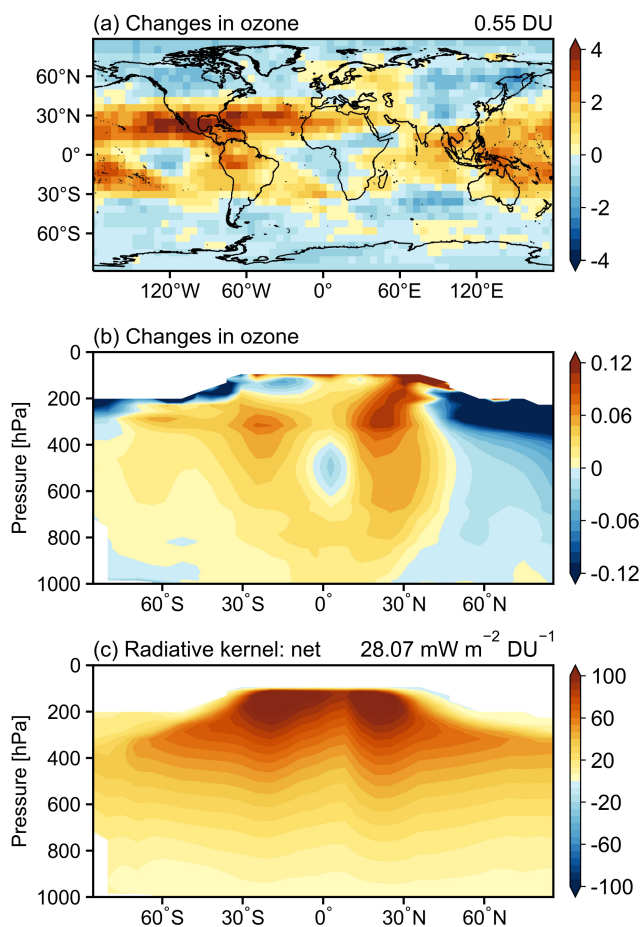 (a) Changes in ozone 0.55 DU
60°N
30°N
0°
30°S
60°S
120°W 60°W 0° 60°E 120°E
4
2
0
-2
-4
(b) Changes in ozone
Pressure [hPa]
0
200
400
600
800
1000
60°S 30°S 0° 30°N 60°N
0.12
0.06
0
-0.06
-0.12
(c) Radiative kernel: net 28.07 mW m⁻² DU⁻¹
Pressure [hPa]
0
200
400
600
800
1000
60°S 30°S 0° 30°N 60°N
100
60
20
-20
-60
-100